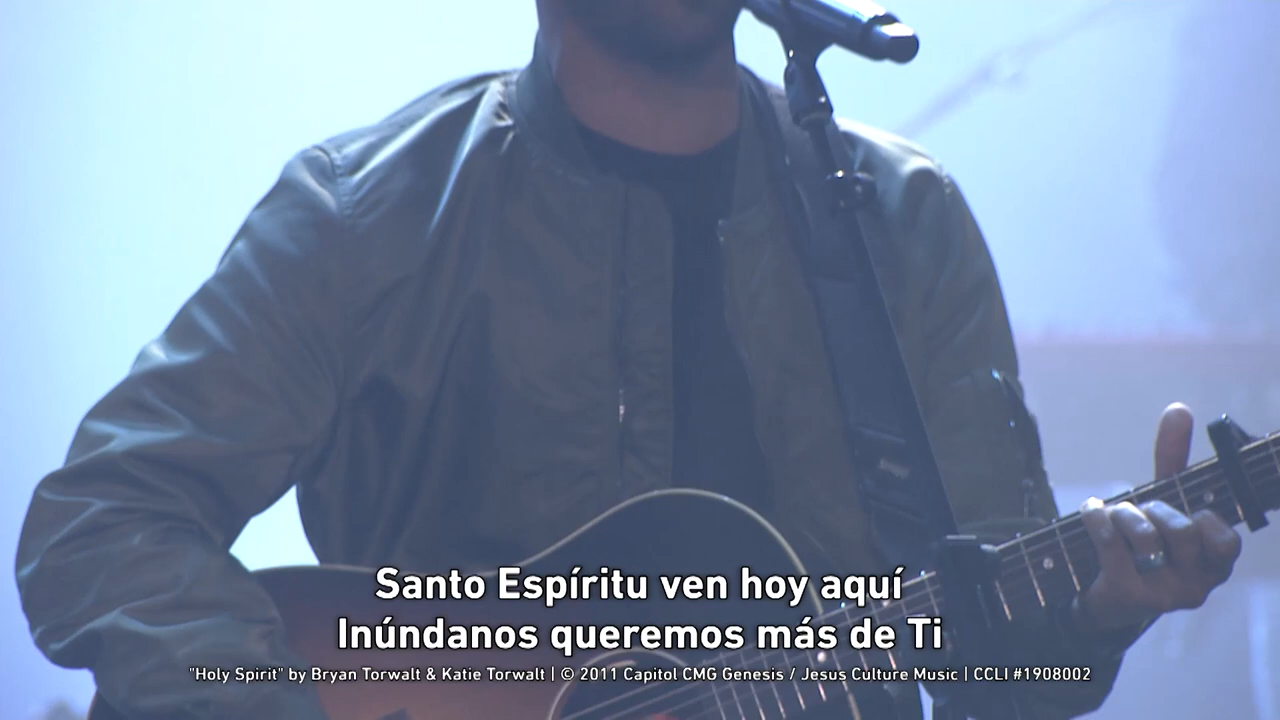 Santo Espíritu ven hoy aquí
Inúndanos queremos más de Ti
"Holy Spirit" by Bryan Torwalt & Katie Torwalt | © 2011 Capitol CMG Genesis / Jesus Culture Music | CCLI #1908002